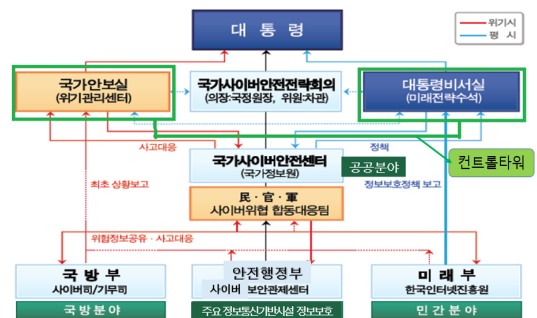 대 통 령
위기시
평 시
국가안보실
(위기관리센터)
국가사이버안전전략회의
(의장:국정원장, 위원:차관)
대통령비서실
(미래전략수석)
사고대응
정책
컨트롤타워
국가사이버안전센터
(국가정보원)
공공분야
최초 상황보고
정보보호정책 보고
民·官·軍
사이버위협 합동대응팀
위험정보공유·사고대응
국 방 부
사이버司/기무司
안전행정부
사이버 보안관제센터
미 래 부
한국인터넷진흥원
국 방 분 야
주요 정보통신기반시설 정보보호
민 간 분 야